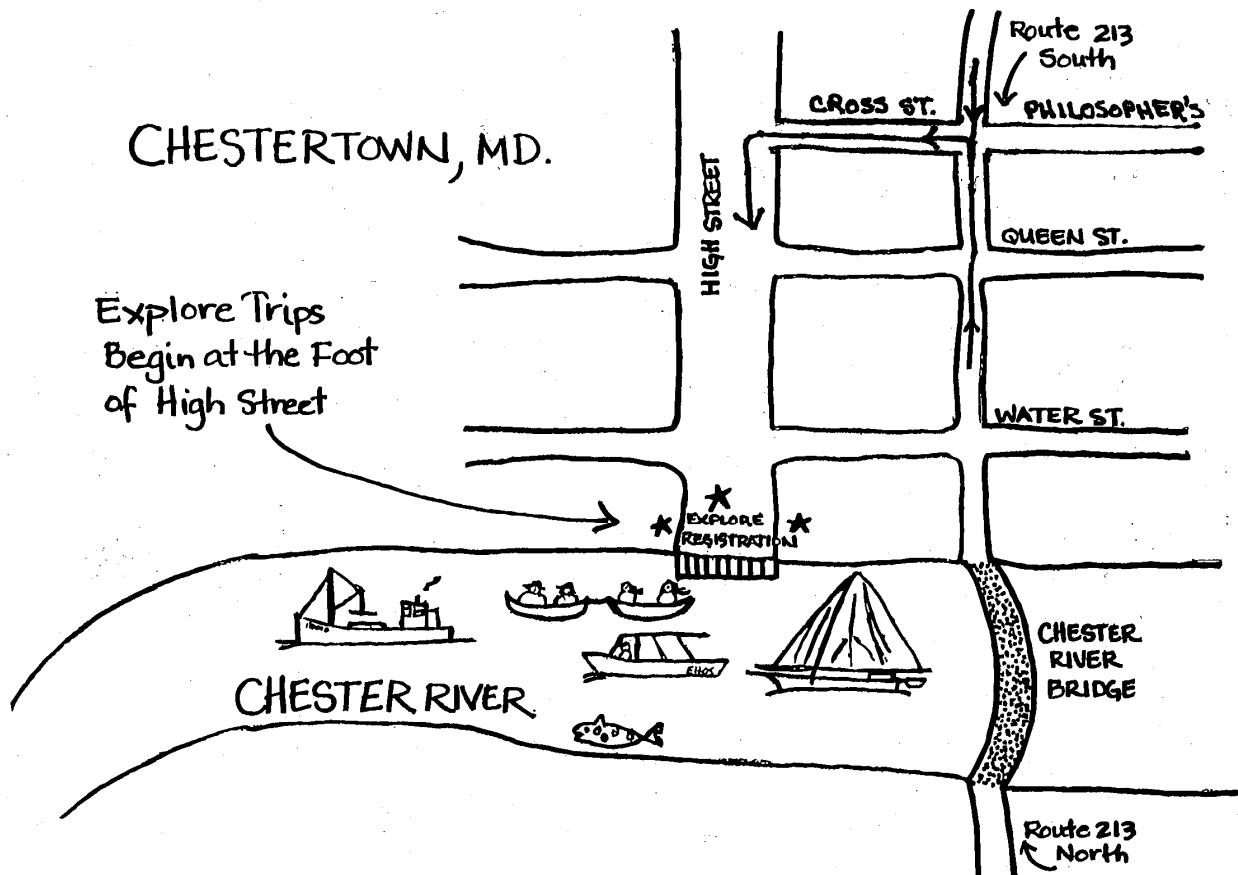 Route 213
South
CROSS ST.
PHILOSOPHER'S
CHESTERTOWN, MD.
HIGH STREET
QUEEN ST.
Explore Trips
Begin at the Foot
of High Street
WATER ST.
EXPLORE
REGISTRATION
CHESTER
RIVER
BRIDGE
CHESTER RIVER
Route 213
North